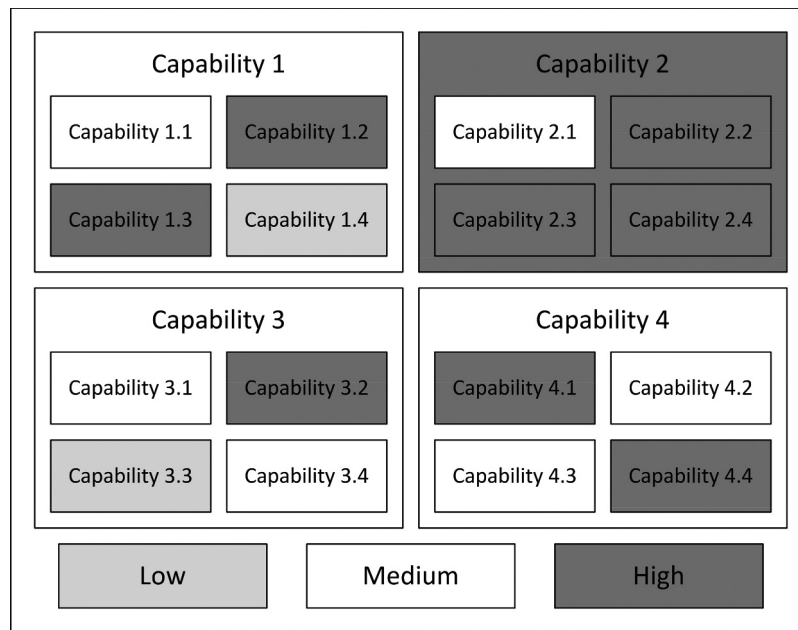 Capability 1
Capability 2
Capability 1.1
Capability 1.2
Capability 2.1
Capability 2.2
Capability 1.3
Capability 1.4
Capability 2.3
Capability 2.4
Capability 3
Capability 4
Capability 3.1
Capability 3.2
Capability 4.1
Capability 4.2
Capability 3.3
Capability 3.4
Capability 4.3
Capability 4.4
Low
Medium
High